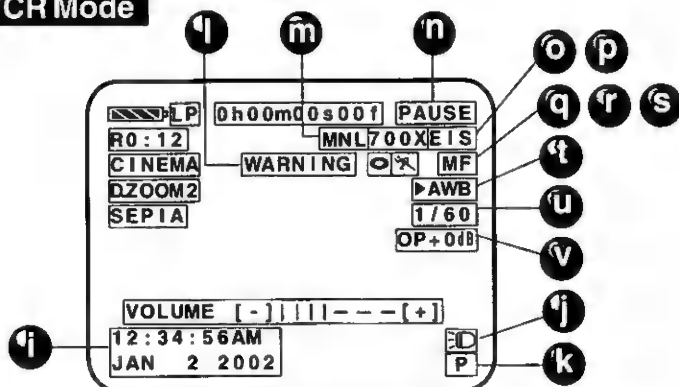 CR Mode
l m n
o p
LP 0h00m00s00f PAUSE
R0:12 MNL 700X EIS
q r s
CINEMA WARNING MF
t
D.ZOOM2 ▶AWB
SEPIA 1/60
u
OP+0dB
v
VOLUME [-]||||---[+]
12:34:56AM
j
i
JAN 2 2002 P
k